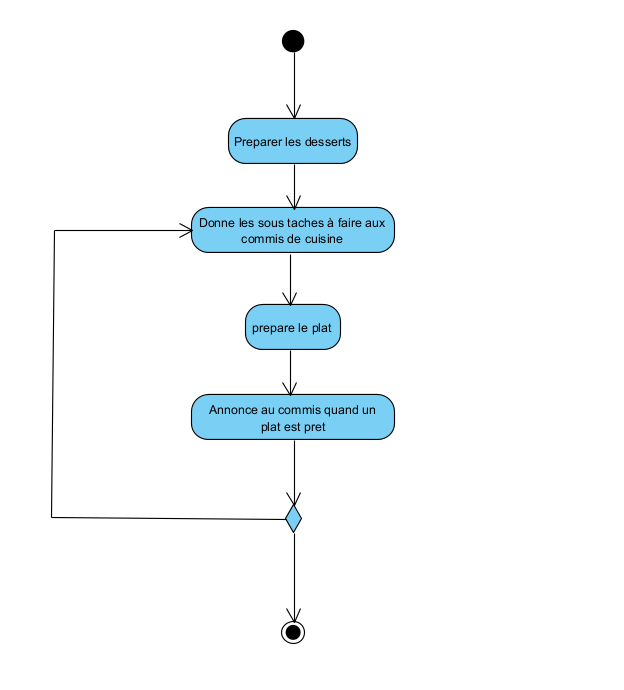 Preparer les desserts
Donne les sous taches à faire aux
commis de cuisine
prepare le plat
Annonce au commis quand un
plat est pret